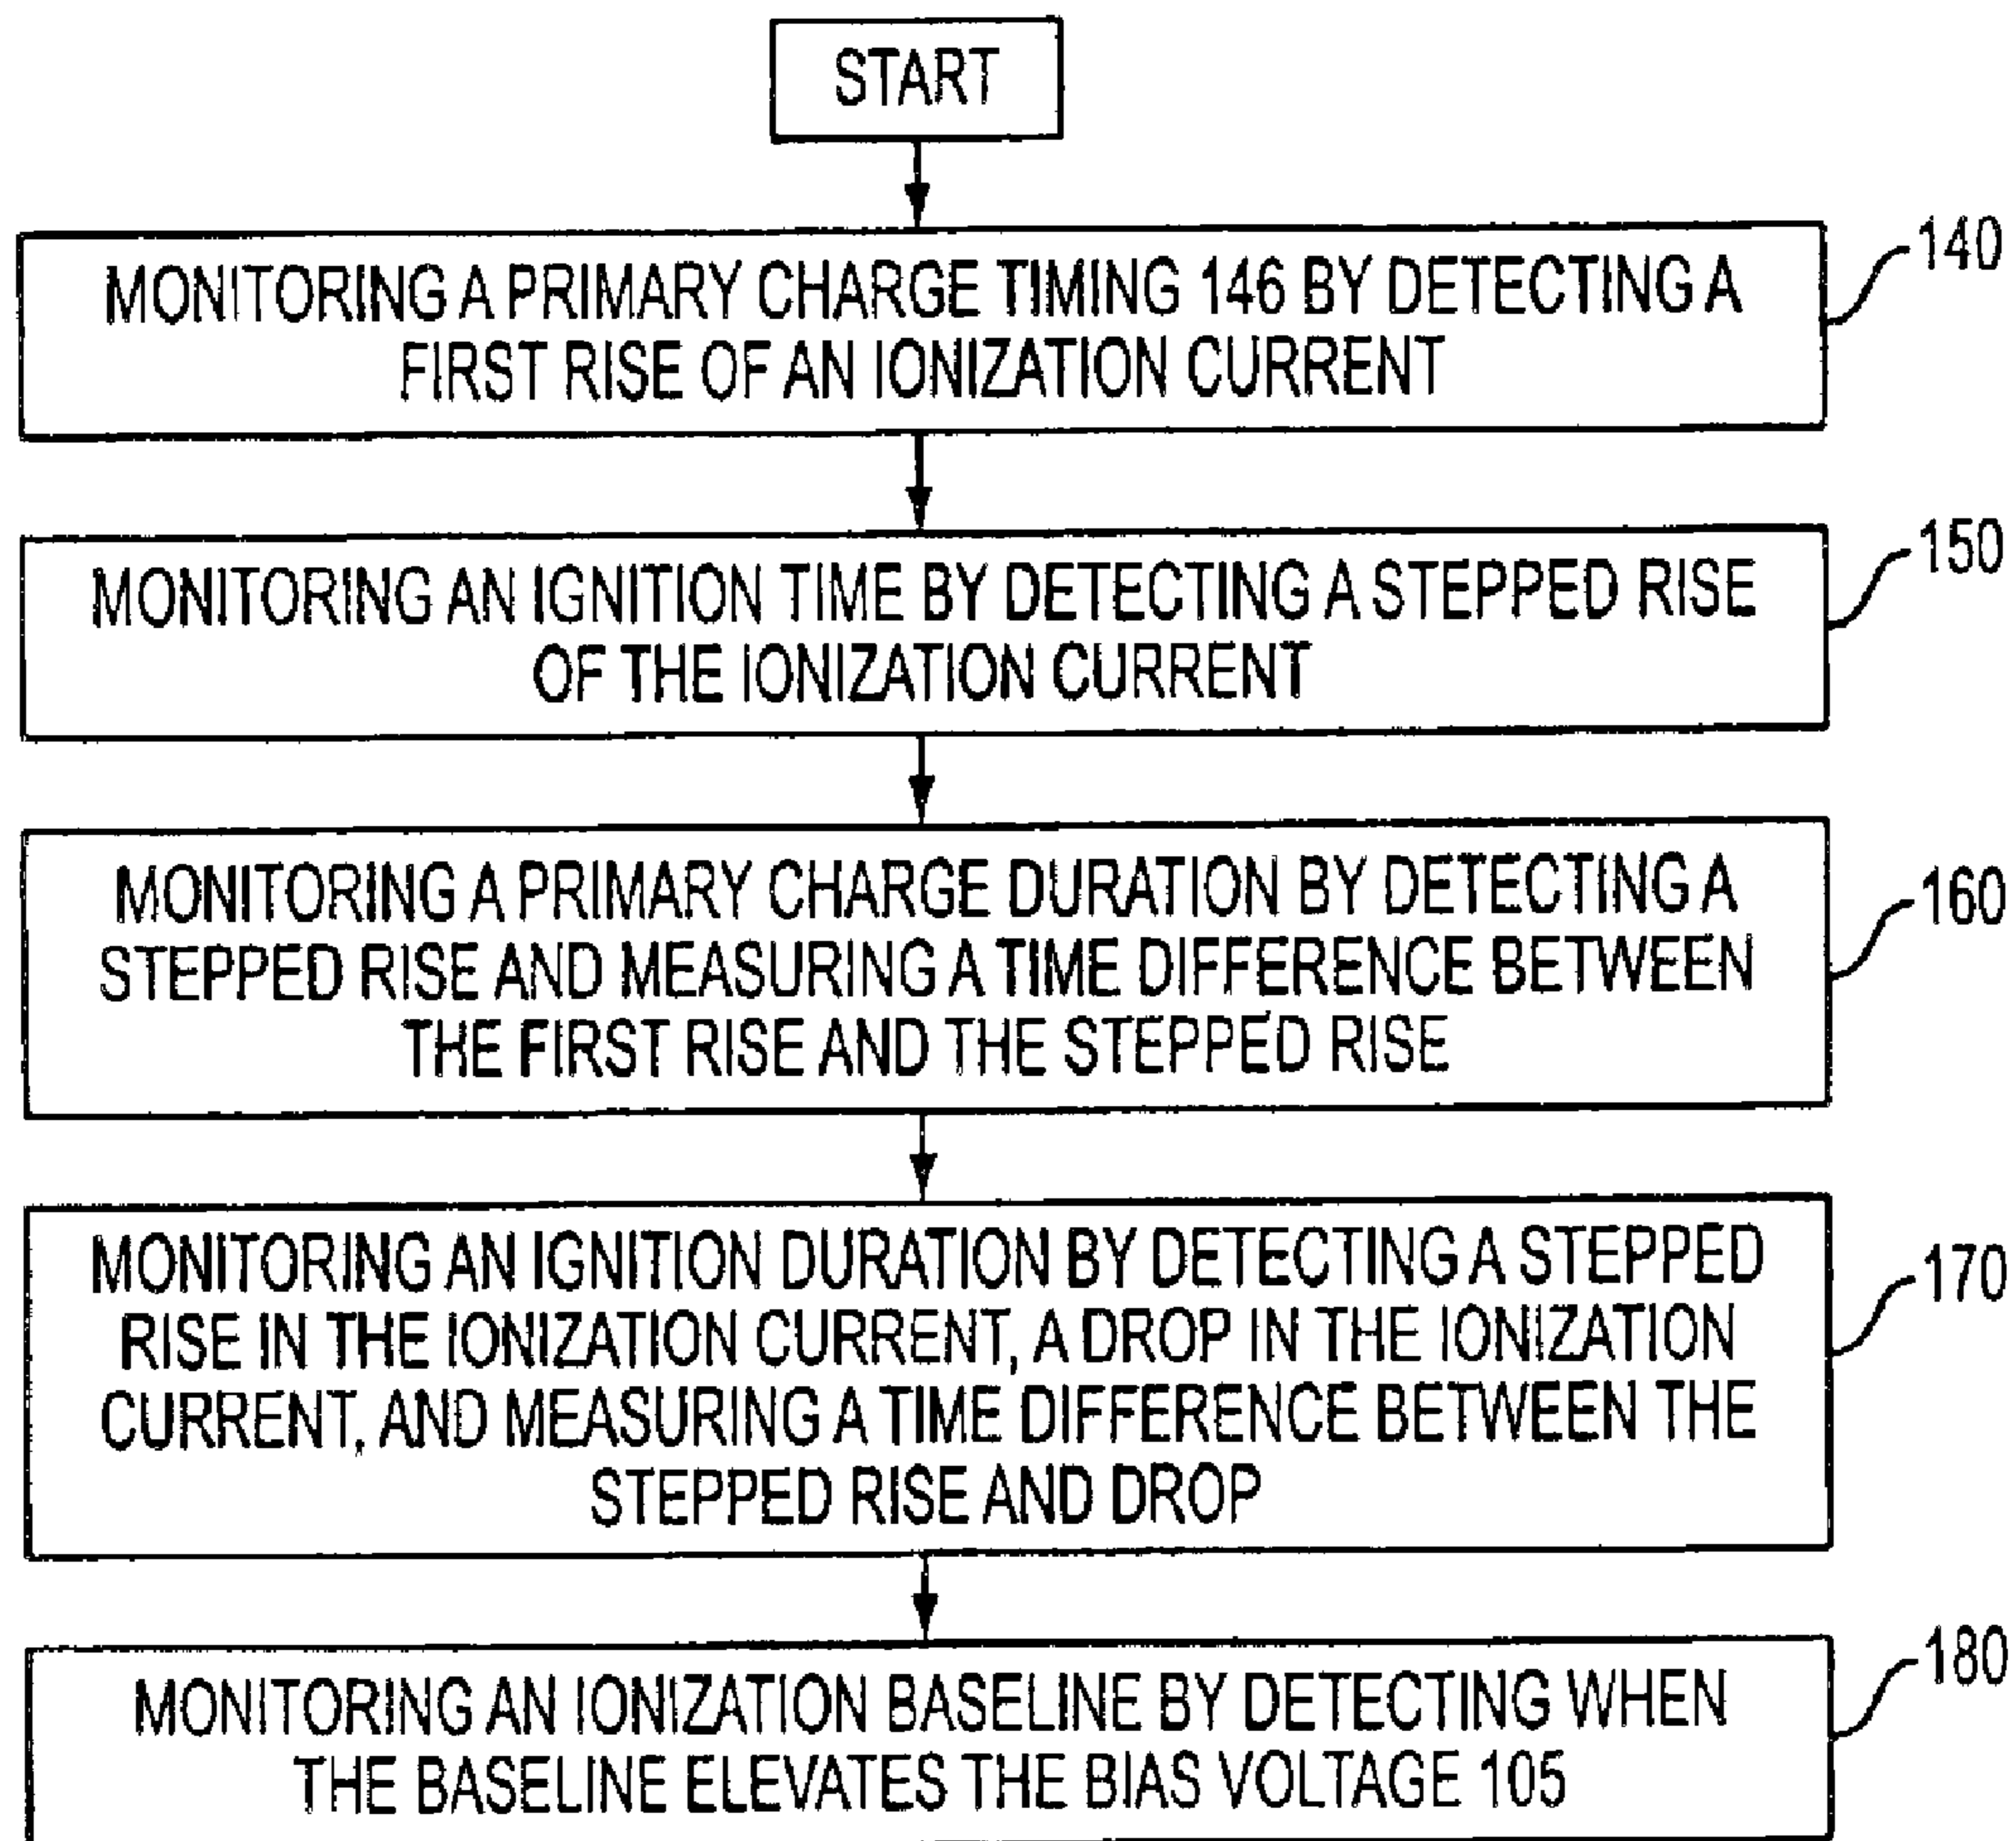 START
140
MONITORING A PRIMARY CHARGE TIMING 146 BY DETECTING A
FIRST RISE OF AN IONIZATION CURRENT
150
MONITORING AN IGNITION TIME BY DETECTING A STEPPED RISE
OF THE IONIZATION CURRENT
160
MONITORING A PRIMARY CHARGE DURATION BY DETECTING A
STEPPED RISE AND MEASURING A TIME DIFFERENCE BETWEEN
THE FIRST RISE AND THE STEPPED RISE
170
MONITORING AN IGNITION DURATION BY DETECTING A STEPPED
RISE IN THE IONIZATION CURRENT, A DROP IN THE IONIZATION
CURRENT, AND MEASURING A TIME DIFFERENCE BETWEEN THE
STEPPED RISE AND DROP
180
MONITORING AN IONIZATION BASELINE BY DETECTING WHEN
THE BASELINE ELEVATES THE BIAS VOLTAGE 105